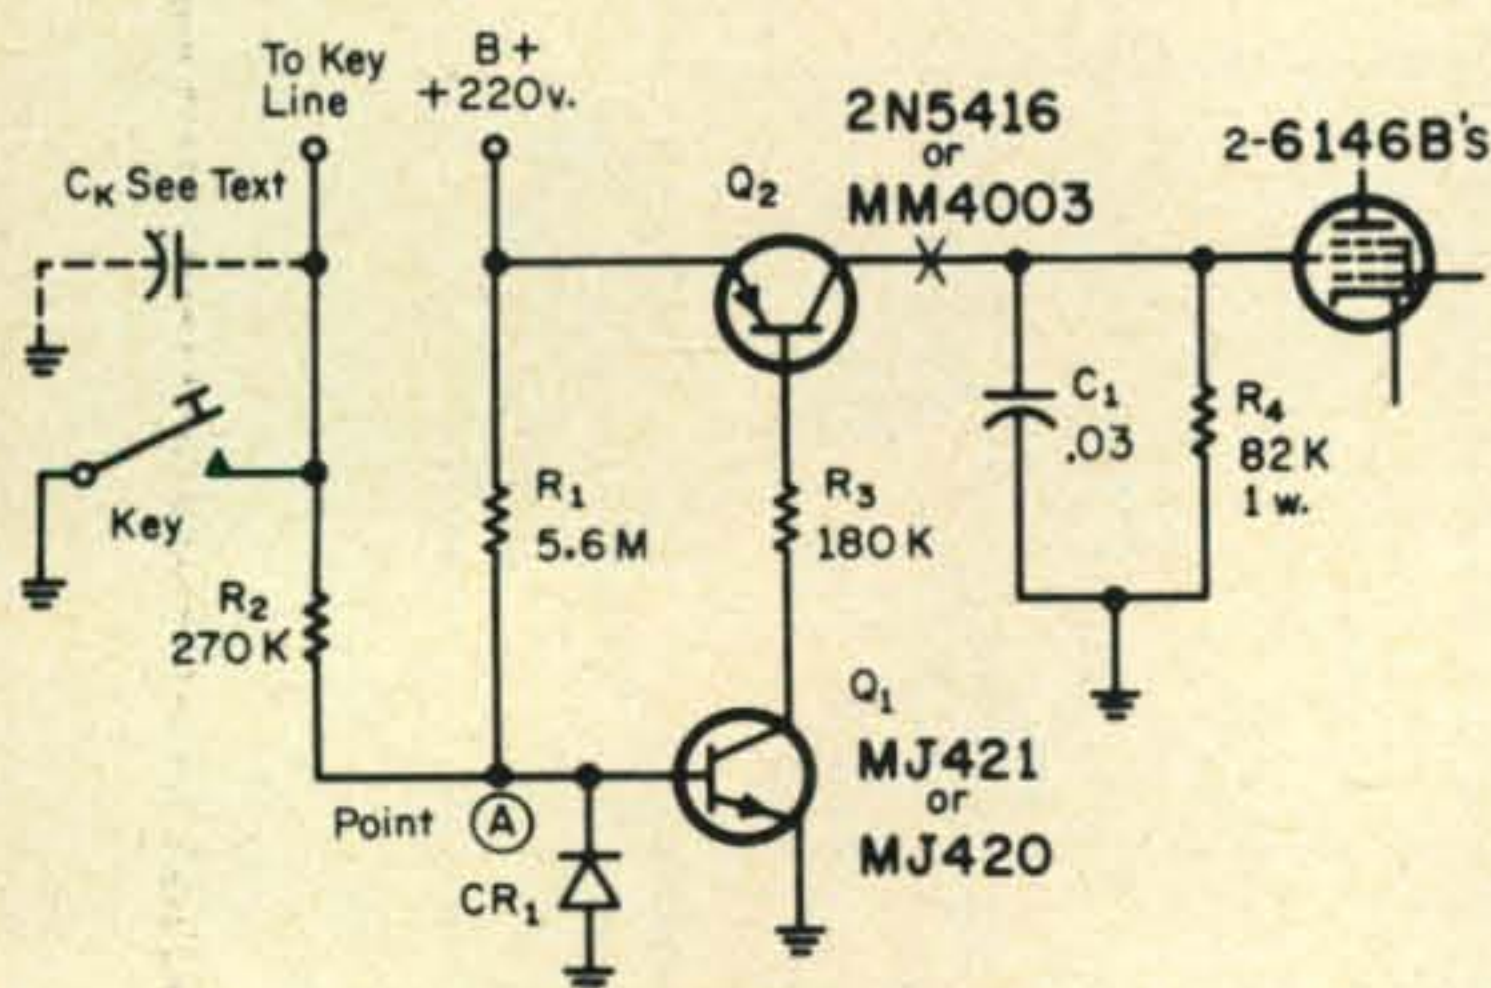 To Key
Line
B+
+220v.
CK See Text
Q2
2N5416
or
MM4003
2-6146B's
Key
R1
5.6M
R2
270K
R3
180K
C1
.03
R4
82K
1w.
Q1
MJ421
or
MJ420
Point A
CR1